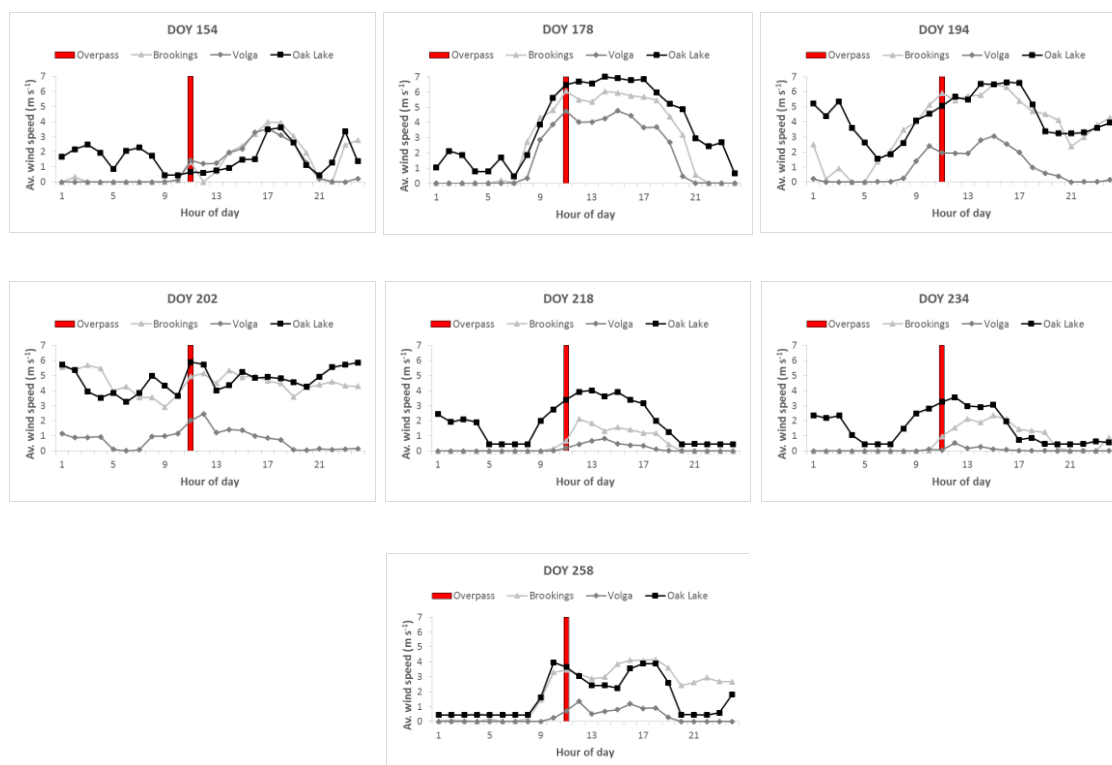 DOY 154
Overpass Brookings Volga Oak Lake
Av. wind speed (m s⁻¹)
7
6
5
4
3
2
1
0
1 5 9 13 17 21
Hour of day
DOY 178
Overpass Brookings Volga Oak Lake
Av. wind speed (m s⁻¹)
7
6
5
4
3
2
1
0
1 5 9 13 17 21
Hour of day
DOY 194
Overpass Brookings Volga Oak Lake
Av. wind speed (m s⁻¹)
7
6
5
4
3
2
1
0
1 5 9 13 17 21
Hour of day
DOY 202
Overpass Brookings Volga Oak Lake
Av. wind speed (m s⁻¹)
7
6
5
4
3
2
1
0
1 5 9 13 17 21
Hour of day
DOY 218
Overpass Brookings Volga Oak Lake
Av. wind speed (m s⁻¹)
7
6
5
4
3
2
1
0
1 5 9 13 17 21
Hour of day
DOY 234
Overpass Brookings Volga Oak Lake
Av. wind speed (m s⁻¹)
7
6
5
4
3
2
1
0
1 5 9 13 17 21
Hour of day
DOY 258
Overpass Brookings Volga Oak Lake
Av. wind speed (m s⁻¹)
7
6
5
4
3
2
1
0
1 5 9 13 17 21
Hour of day